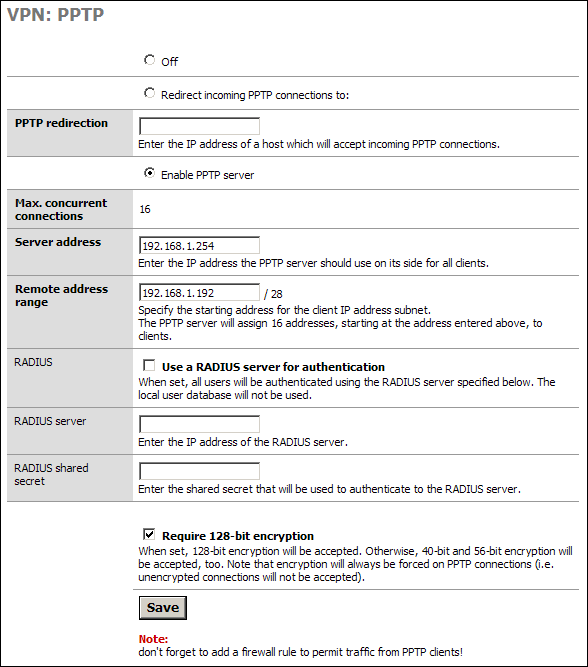 VPN: PPTP
Off
Redirect incoming PPTP connections to:
PPTP redirection
Enter the IP address of a host which will accept incoming PPTP connections.
Enable PPTP server
Max. concurrent
connections
16
Server address
192.168.1.254
Enter the IP address the PPTP server should use on its side for all clients.
Remote address
range
192.168.1.192 / 28
Specify the starting address for the client IP address subnet.
The PPTP server will assign 16 addresses, starting at the address entered above, to
clients.
RADIUS
Use a RADIUS server for authentication
When set, all users will be authenticated using the RADIUS server specified below. The
local user database will not be used.
RADIUS server
Enter the IP address of the RADIUS server.
RADIUS shared
secret
Enter the shared secret that will be used to authenticate to the RADIUS server.
Require 128-bit encryption
When set, 128-bit encryption will be accepted. Otherwise, 40-bit and 56-bit encryption will
be accepted, too. Note that encryption will always be forced on PPTP connections (i.e.
unencrypted connections will not be accepted).
Save
Note:
don't forget to add a firewall rule to permit traffic from PPTP clients!